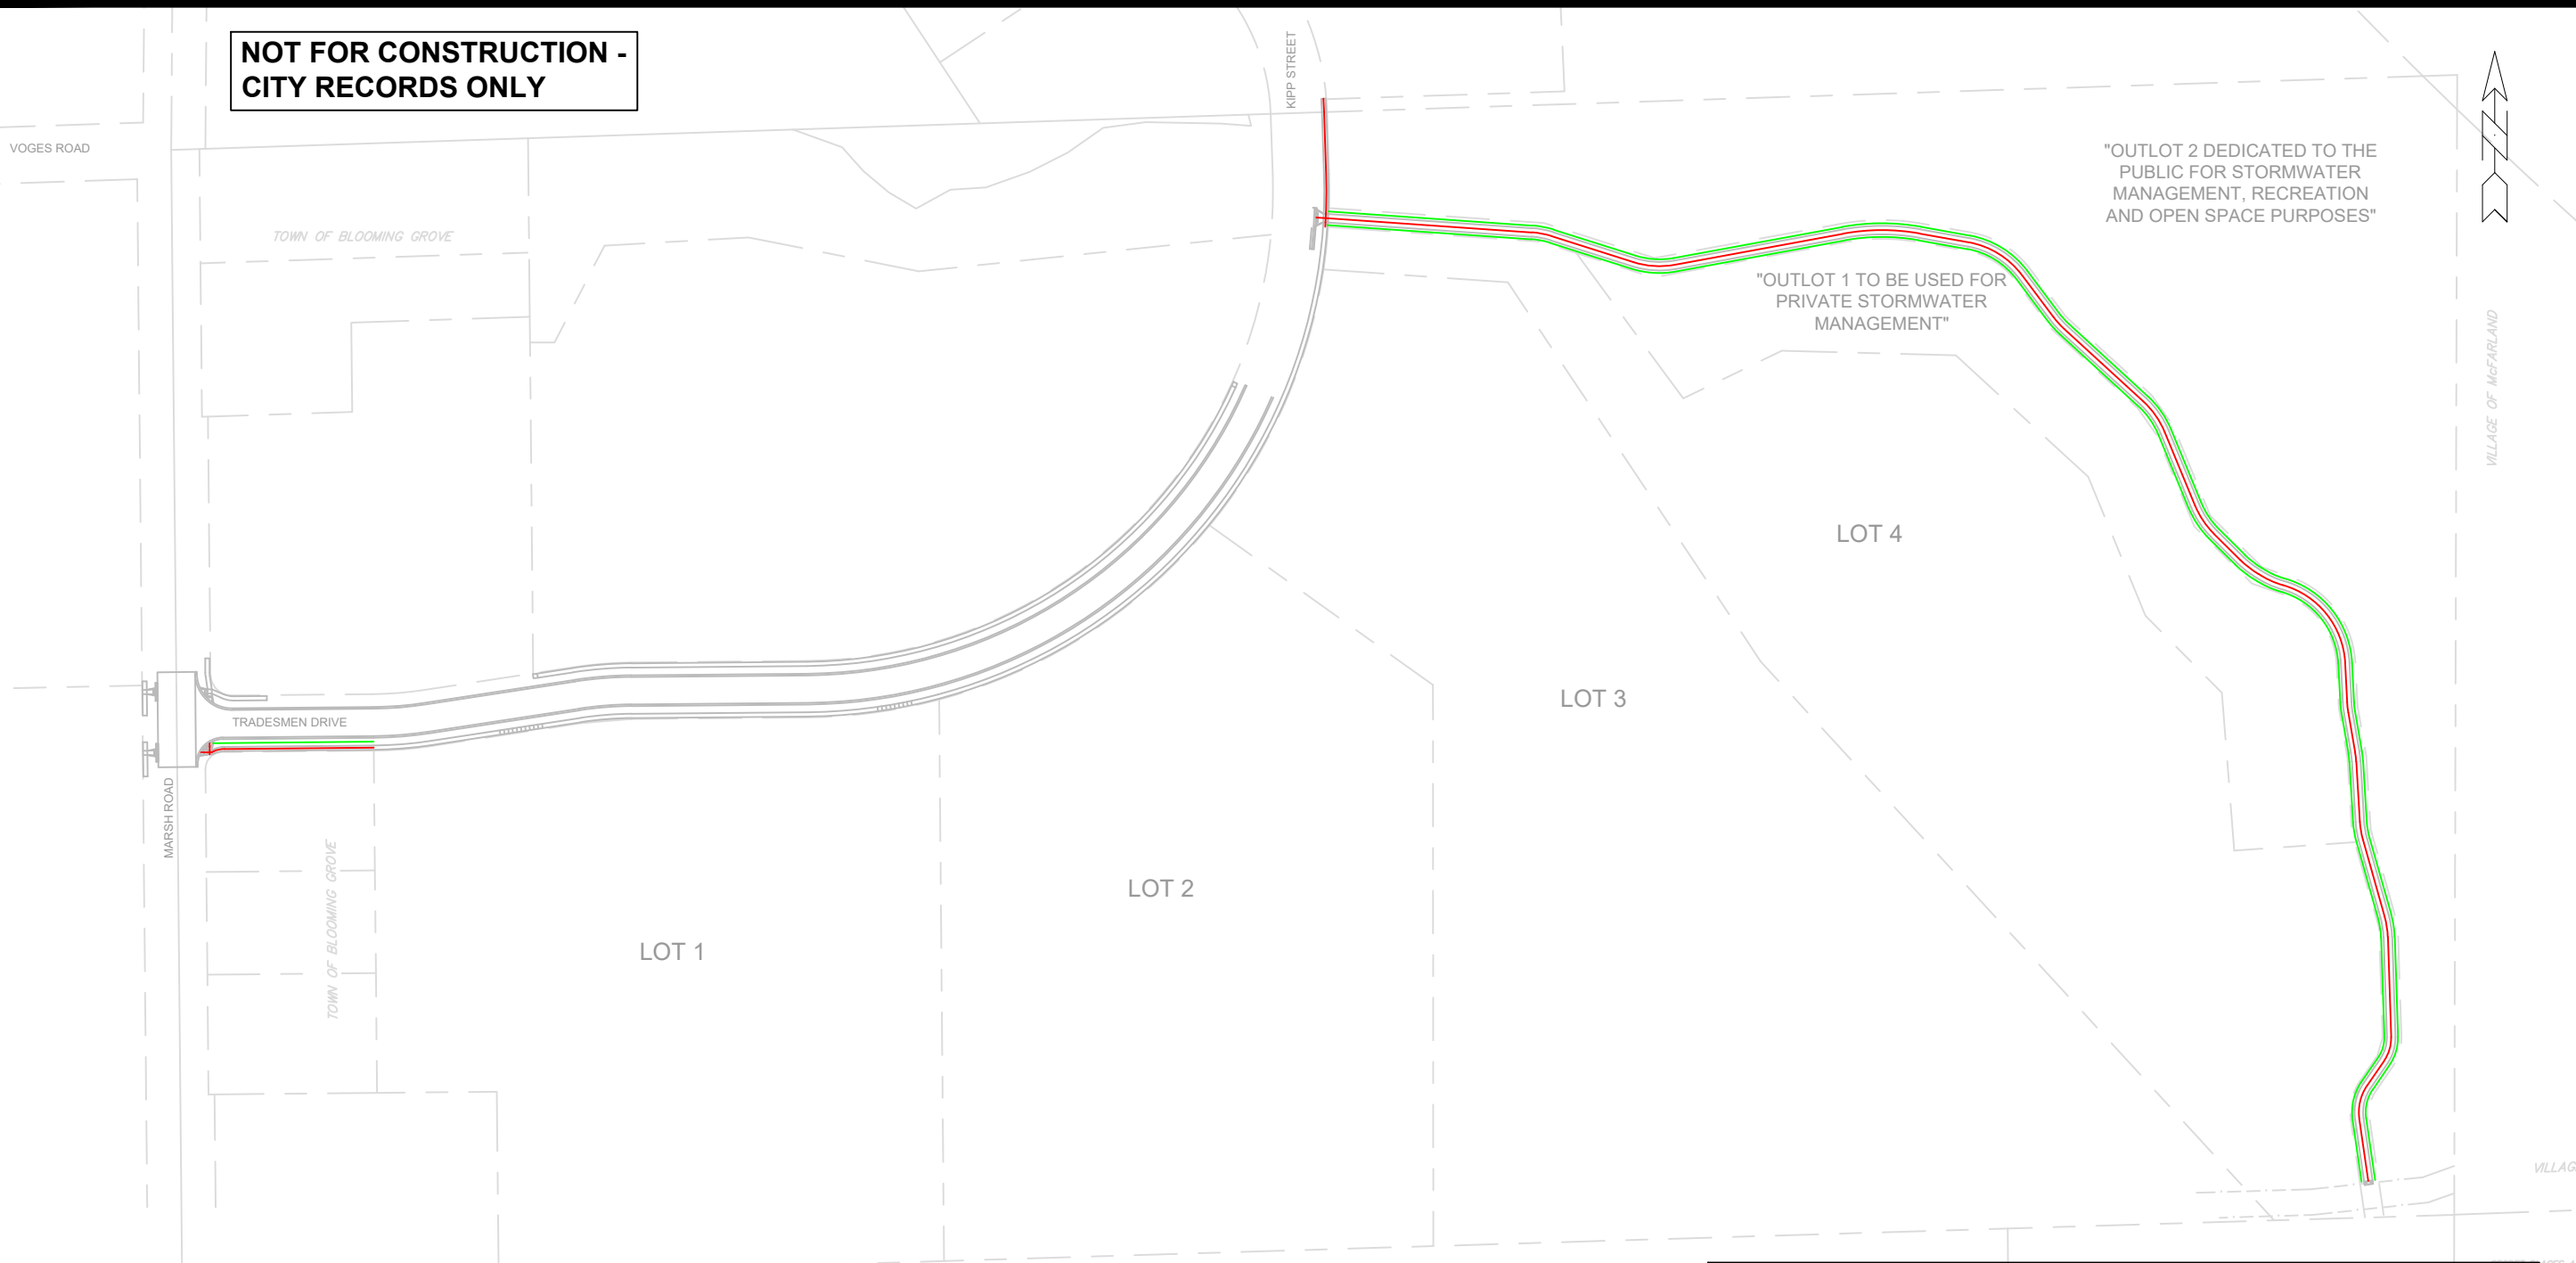 NOT FOR CONSTRUCTION -
CITY RECORDS ONLY
KIPP STREET
VOGES ROAD
"OUTLOT 2 DEDICATED TO THE
PUBLIC FOR STORMWATER
MANAGEMENT, RECREATION
AND OPEN SPACE PURPOSES"
TOWN OF BLOOMING GROVE
"OUTLOT 1 TO BE USED FOR
PRIVATE STORMWATER
MANAGEMENT"
VILLAGE OF McFARLAND
LOT 4
LOT 3
TRADESMEN DRIVE
MARSH ROAD
TOWN OF BLOOMING GROVE
LOT 2
LOT 1